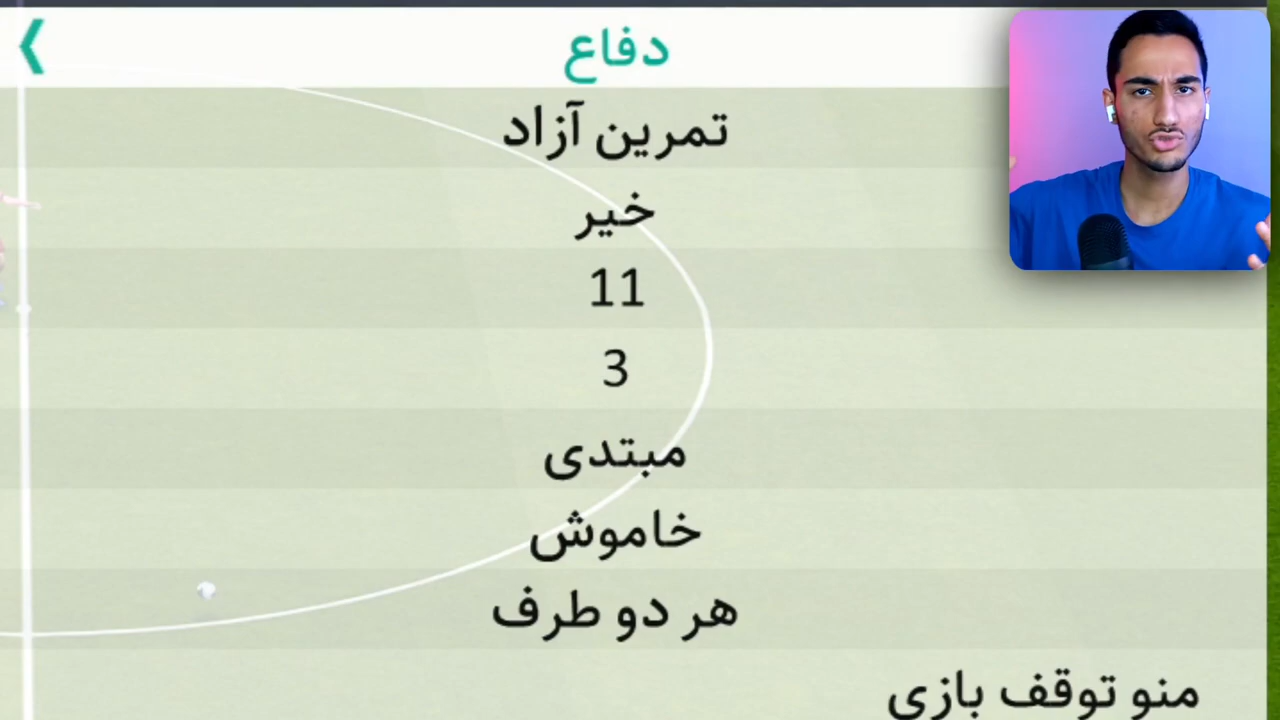 دفاع
تمرین آزاد
خیر
11
3
مبتدی
خاموش
هر دو طرف
منو توقف بازی